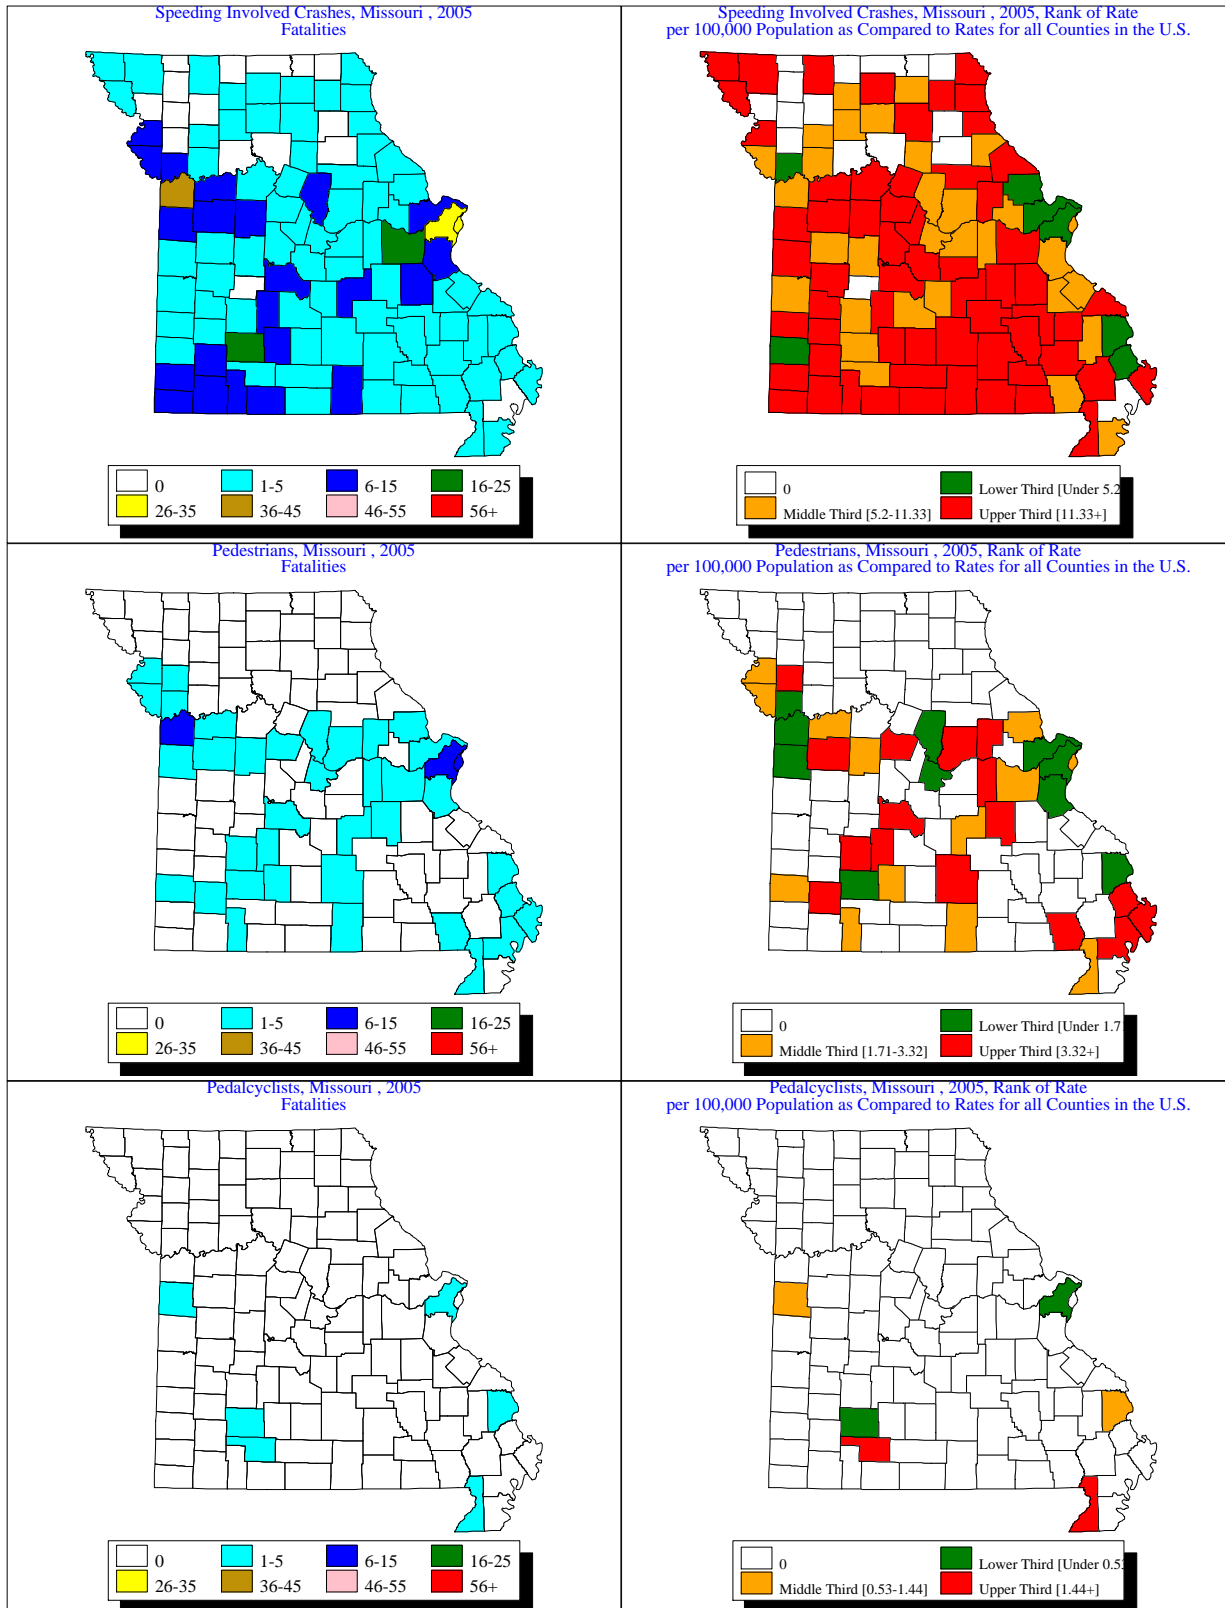 Speeding Involved Crashes, Missouri , 2005
Fatalities
0
1-5
6-15
16-25
26-35
36-45
46-55
56+
Speeding Involved Crashes, Missouri , 2005, Rank of Rate
per 100,000 Population as Compared to Rates for all Counties in the U.S.
0
Lower Third [Under 5.2
Middle Third [5.2-11.33]
Upper Third [11.33+]
Pedestrians, Missouri , 2005
Fatalities
0
1-5
6-15
16-25
26-35
36-45
46-55
56+
Pedestrians, Missouri , 2005, Rank of Rate
per 100,000 Population as Compared to Rates for all Counties in the U.S.
0
Lower Third [Under 1.71
Middle Third [1.71-3.32]
Upper Third [3.32+]
Pedalcyclists, Missouri , 2005
Fatalities
0
1-5
6-15
16-25
26-35
36-45
46-55
56+
Pedalcyclists, Missouri , 2005, Rank of Rate
per 100,000 Population as Compared to Rates for all Counties in the U.S.
0
Lower Third [Under 0.53
Middle Third [0.53-1.44]
Upper Third [1.44+]